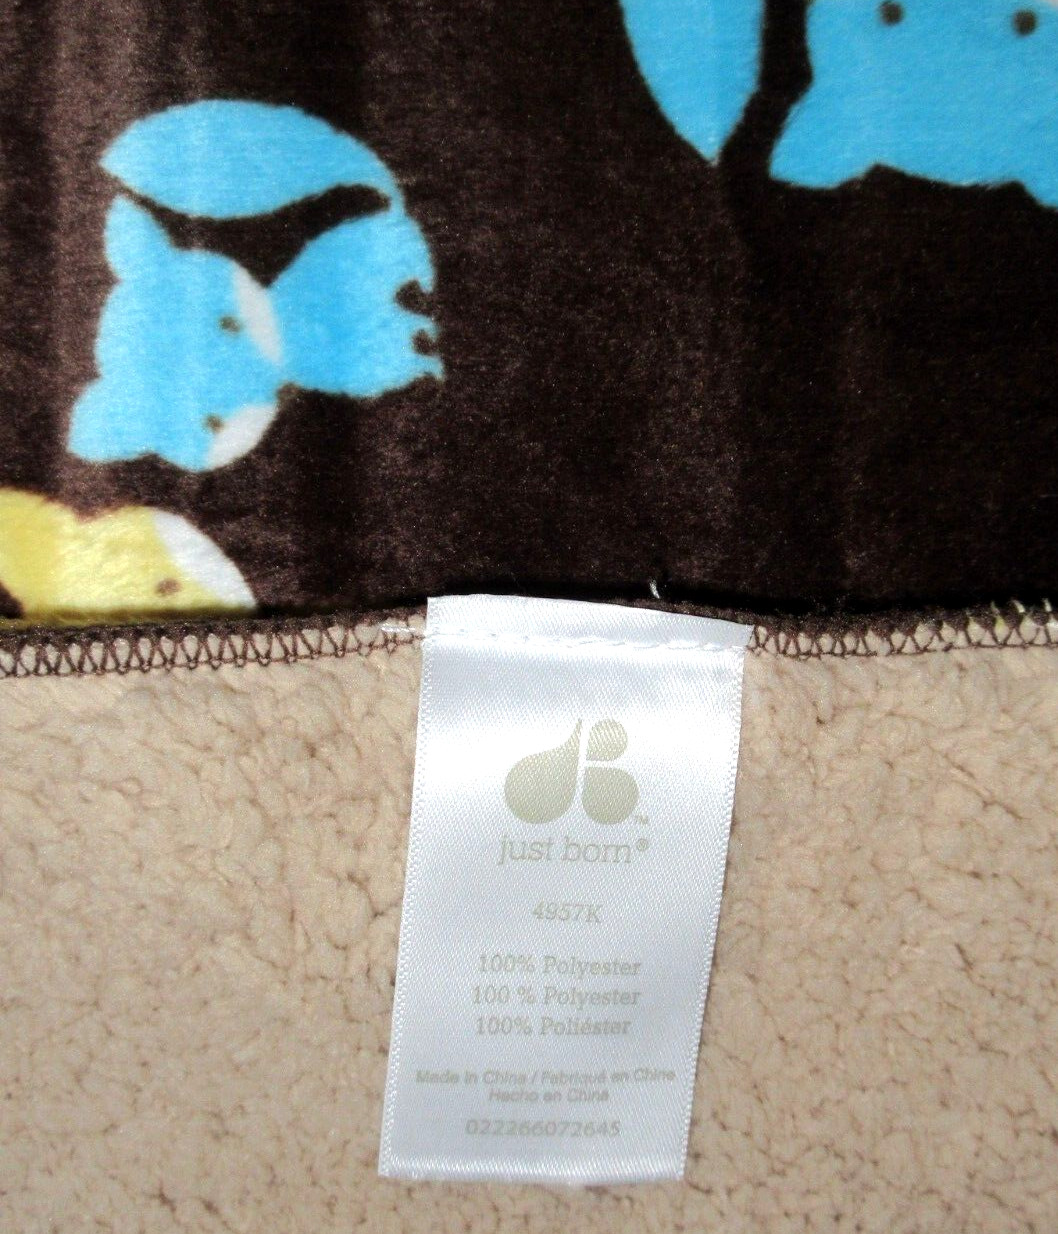 JB™
just born®
4957K
100% Polyester
100 % Polyester
100% Poliéster
Made in China / Fabriqué en Chine
Hecho en China
022266072645